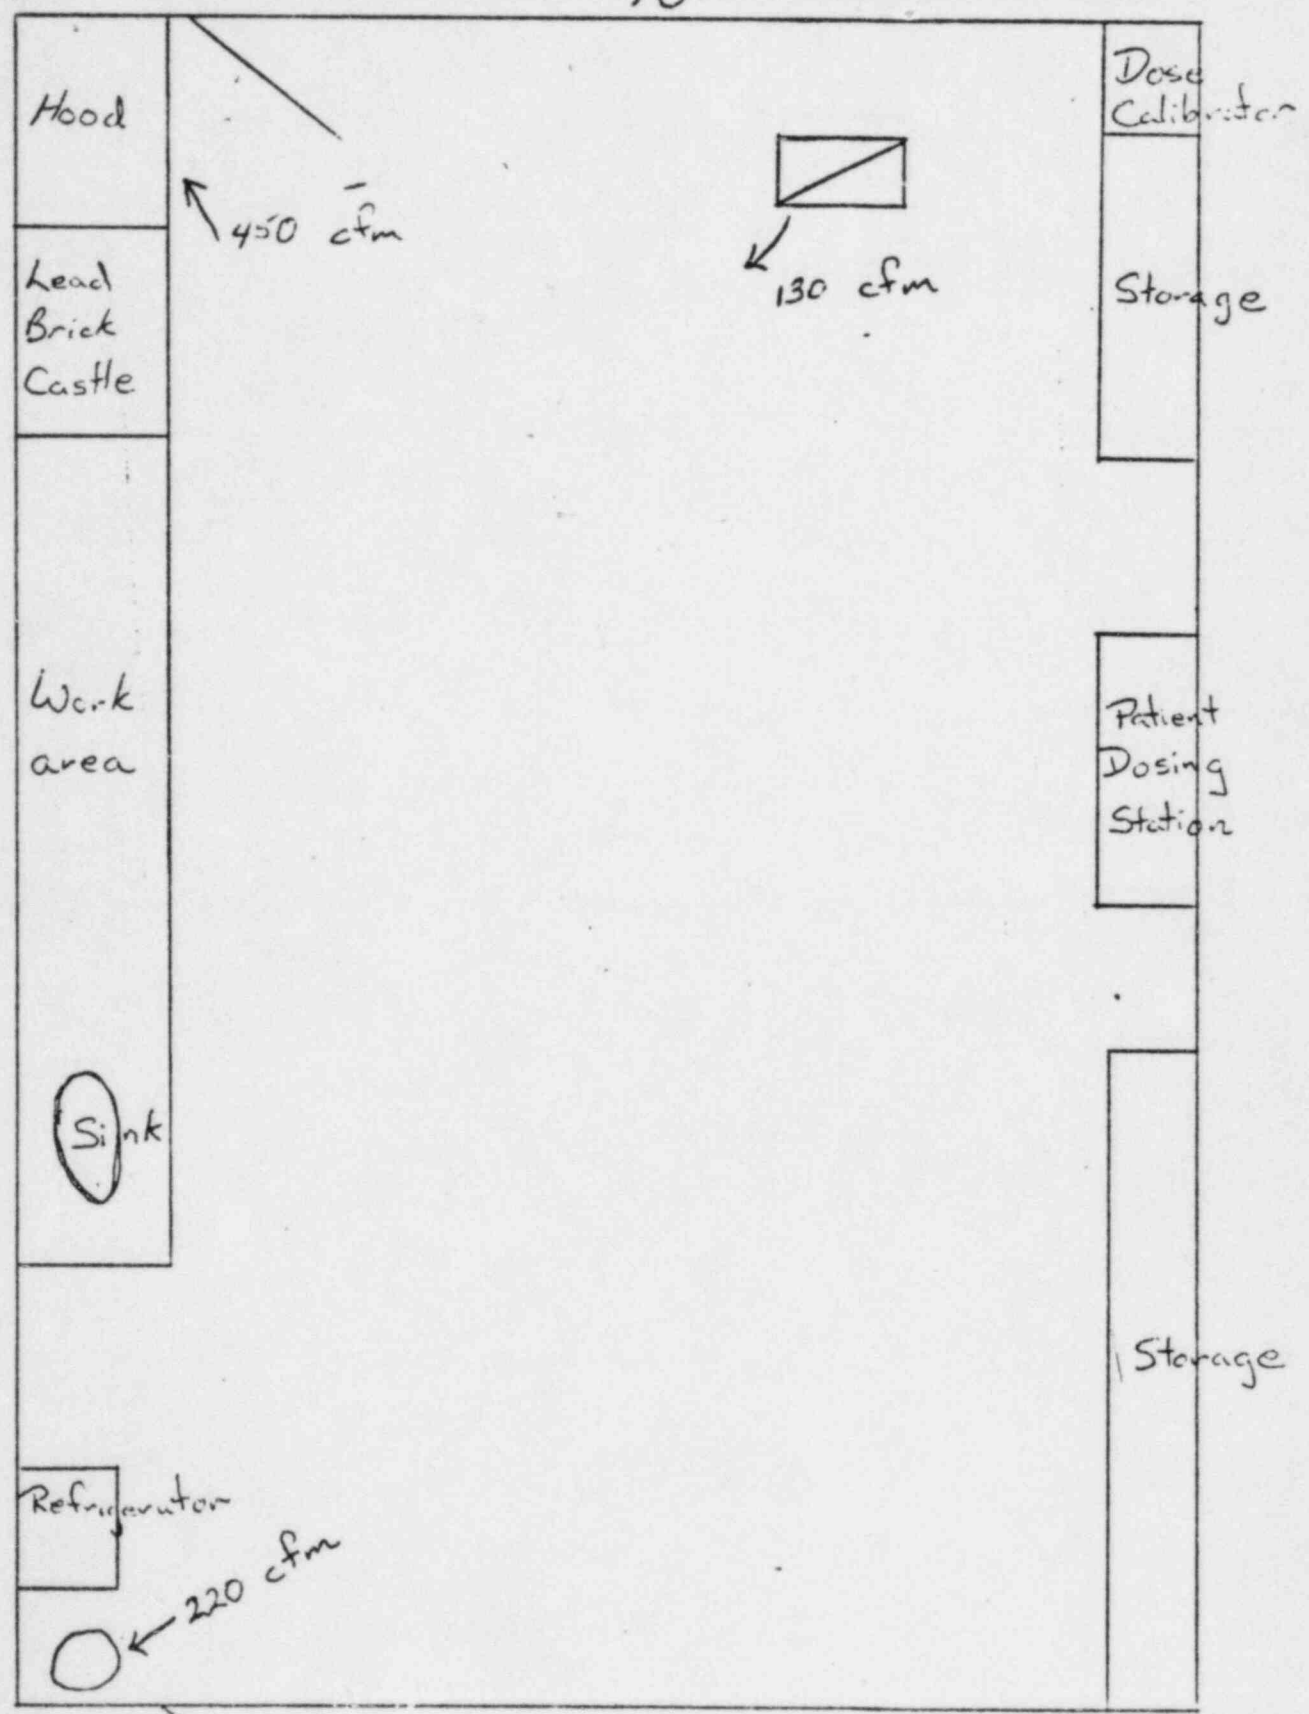 Hood
450 cfm
Lead
Brick
Castle
Work
area
Sink
Refrigerator
220 cfm
130 cfm
Dose
Calibrator
Storage
Patient
Dosing
Station
Storage